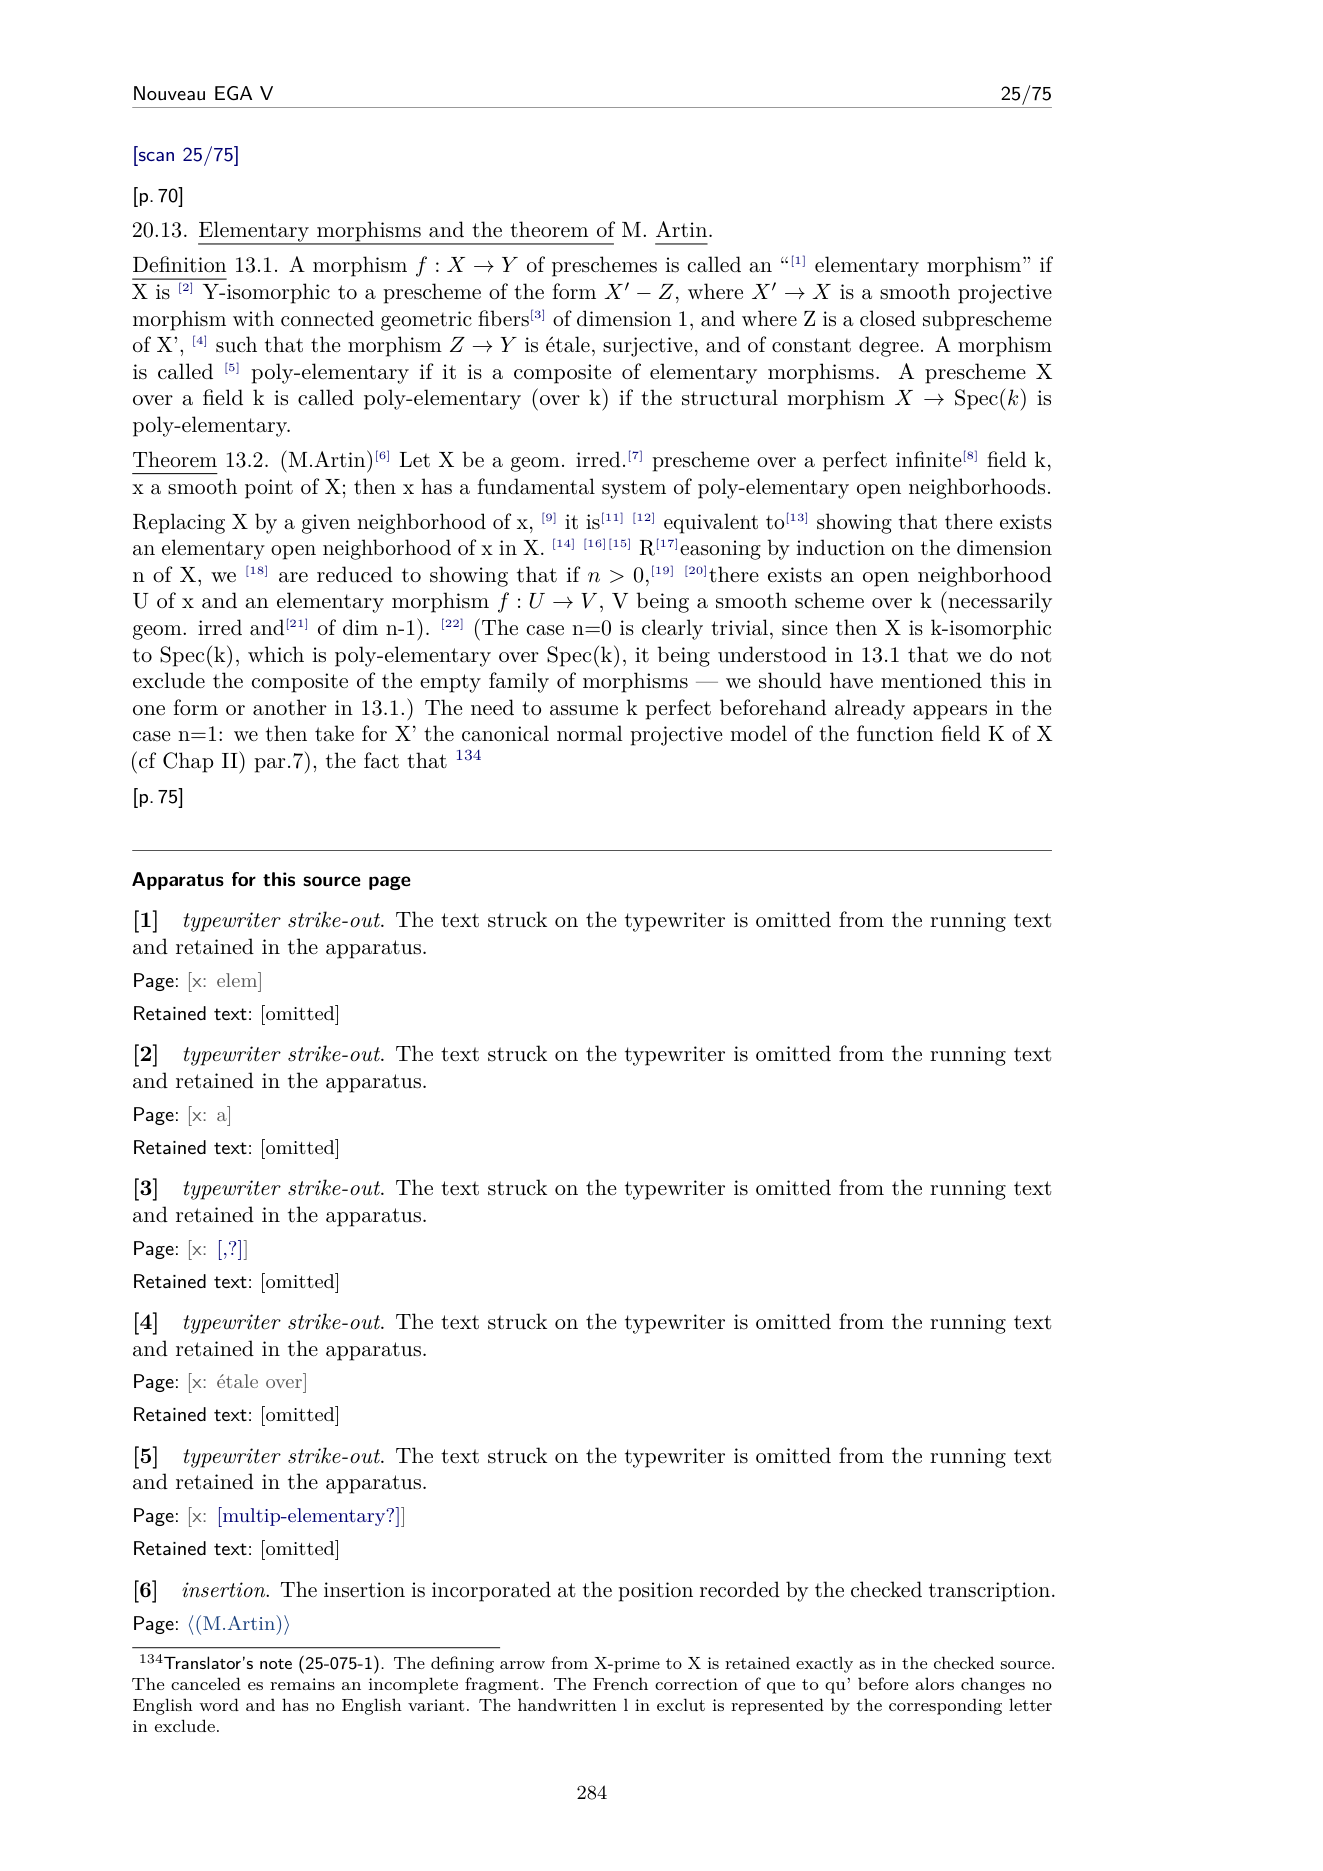 Nouveau EGA V 25/75
[scan 25/75]
[p. 70]
20.13. Elementary morphisms and the theorem of M. Artin.
Definition 13.1. A morphism f : X → Y of preschemes is called an “[1] elementary morphism” if
X is [2] Y-isomorphic to a prescheme of the form X′ − Z, where X′ → X is a smooth projective
morphism with connected geometric fibers[3] of dimension 1, and where Z is a closed subprescheme
of X’, [4] such that the morphism Z → Y is étale, surjective, and of constant degree. A morphism
is called [5] poly-elementary if it is a composite of elementary morphisms. A prescheme X
over a field k is called poly-elementary (over k) if the structural morphism X → Spec(k) is
poly-elementary.
Theorem 13.2. (M.Artin)[6] Let X be a geom. irred.[7] prescheme over a perfect infinite[8] field k,
x a smooth point of X; then x has a fundamental system of poly-elementary open neighborhoods.
Replacing X by a given neighborhood of x, [9] it is[11] [12] equivalent to[13] showing that there exists
an elementary open neighborhood of x in X. [14] [16][15] R[17]easoning by induction on the dimension
n of X, we [18] are reduced to showing that if n > 0,[19] [20]there exists an open neighborhood
U of x and an elementary morphism f : U → V, V being a smooth scheme over k (necessarily
geom. irred and[21] of dim n-1). [22] (The case n=0 is clearly trivial, since then X is k-isomorphic
to Spec(k), which is poly-elementary over Spec(k), it being understood in 13.1 that we do not
exclude the composite of the empty family of morphisms — we should have mentioned this in
one form or another in 13.1.) The need to assume k perfect beforehand already appears in the
case n=1: we then take for X’ the canonical normal projective model of the function field K of X
(cf Chap II) par.7), the fact that 134
[p. 75]
Apparatus for this source page
[1] typewriter strike-out. The text struck on the typewriter is omitted from the running text
and retained in the apparatus.
Page: [x: elem]
Retained text: [omitted]
[2] typewriter strike-out. The text struck on the typewriter is omitted from the running text
and retained in the apparatus.
Page: [x: a]
Retained text: [omitted]
[3] typewriter strike-out. The text struck on the typewriter is omitted from the running text
and retained in the apparatus.
Page: [x: [,?]]
Retained text: [omitted]
[4] typewriter strike-out. The text struck on the typewriter is omitted from the running text
and retained in the apparatus.
Page: [x: étale over]
Retained text: [omitted]
[5] typewriter strike-out. The text struck on the typewriter is omitted from the running text
and retained in the apparatus.
Page: [x: [multip-elementary?]]
Retained text: [omitted]
[6] insertion. The insertion is incorporated at the position recorded by the checked transcription.
Page: ⟨(M.Artin)⟩
134Translator’s note (25-075-1). The defining arrow from X-prime to X is retained exactly as in the checked source.
The canceled es remains an incomplete fragment. The French correction of que to qu’ before alors changes no
English word and has no English variant. The handwritten l in exclut is represented by the corresponding letter
in exclude.
284